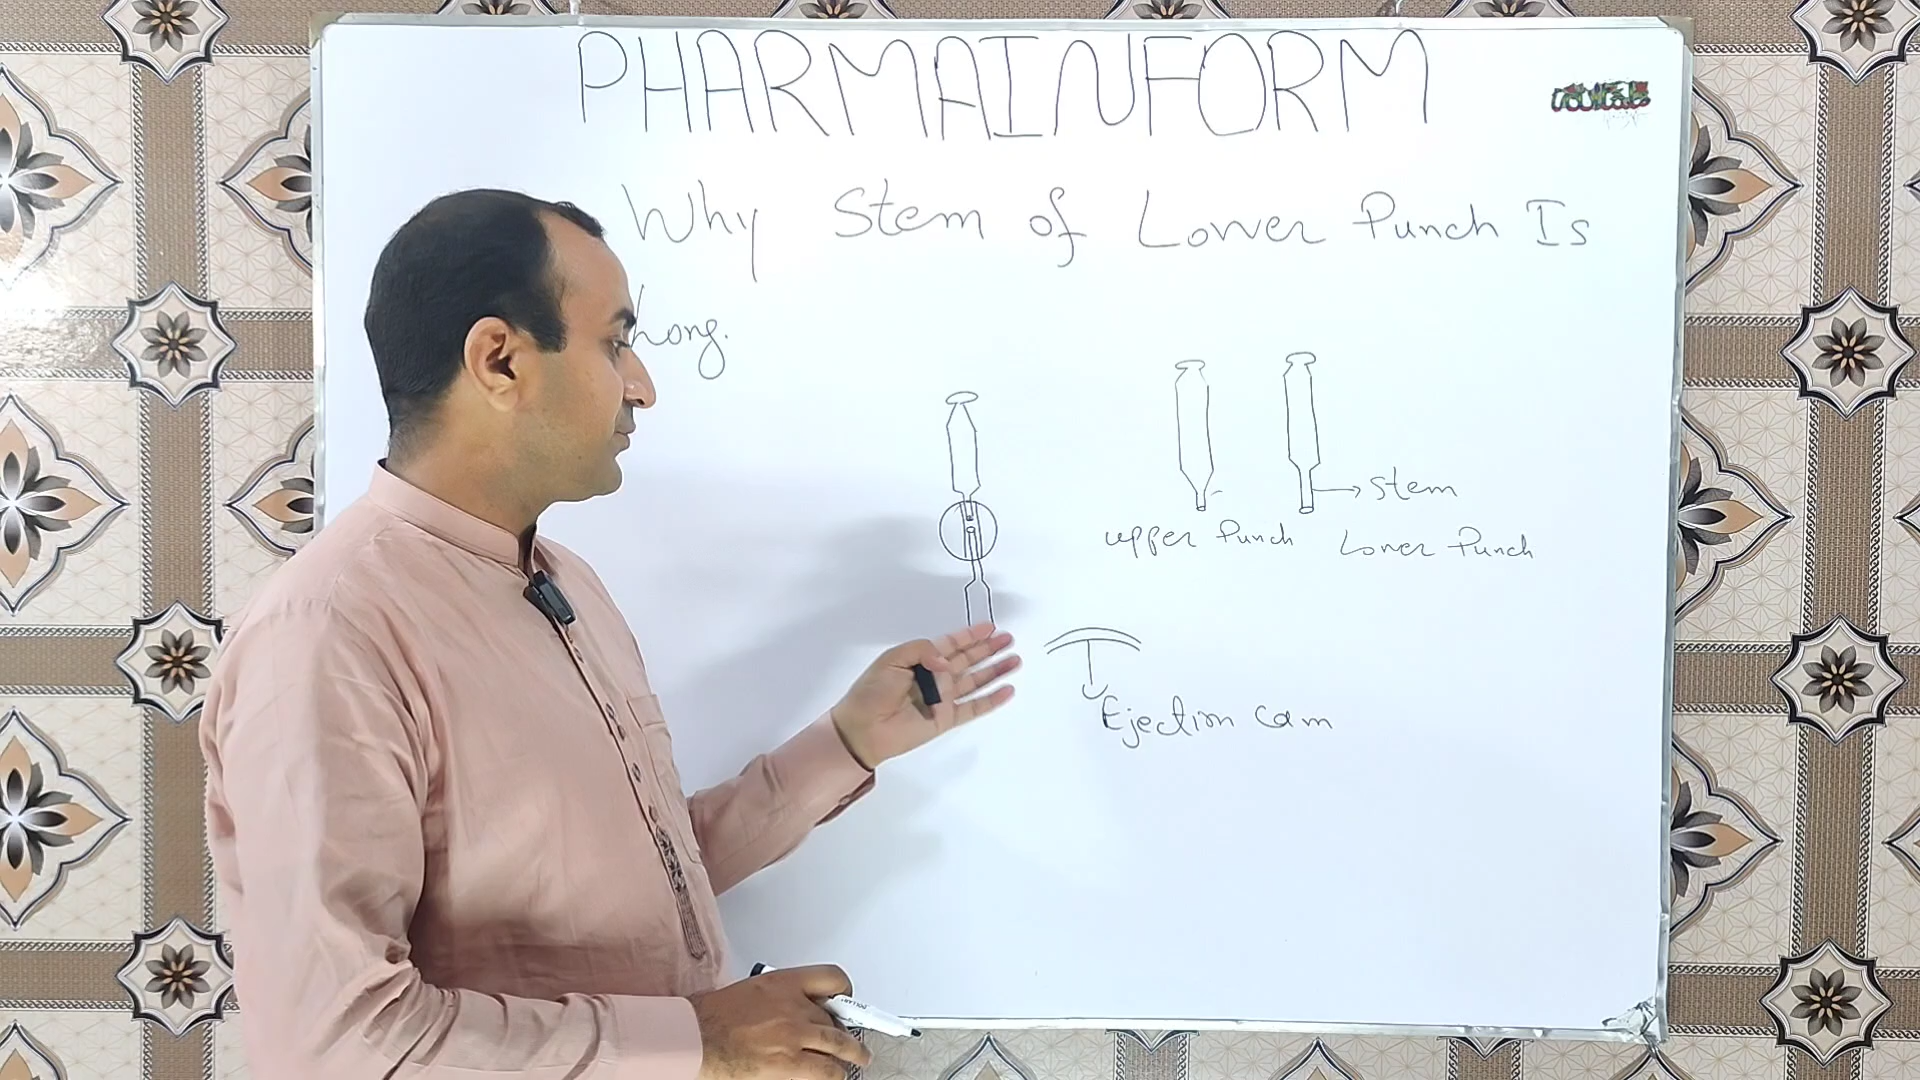 PHARMAINFORM
Why Stem of Lower Punch Is
Long.
stem
upper Punch
Lower Punch
Ejection cam